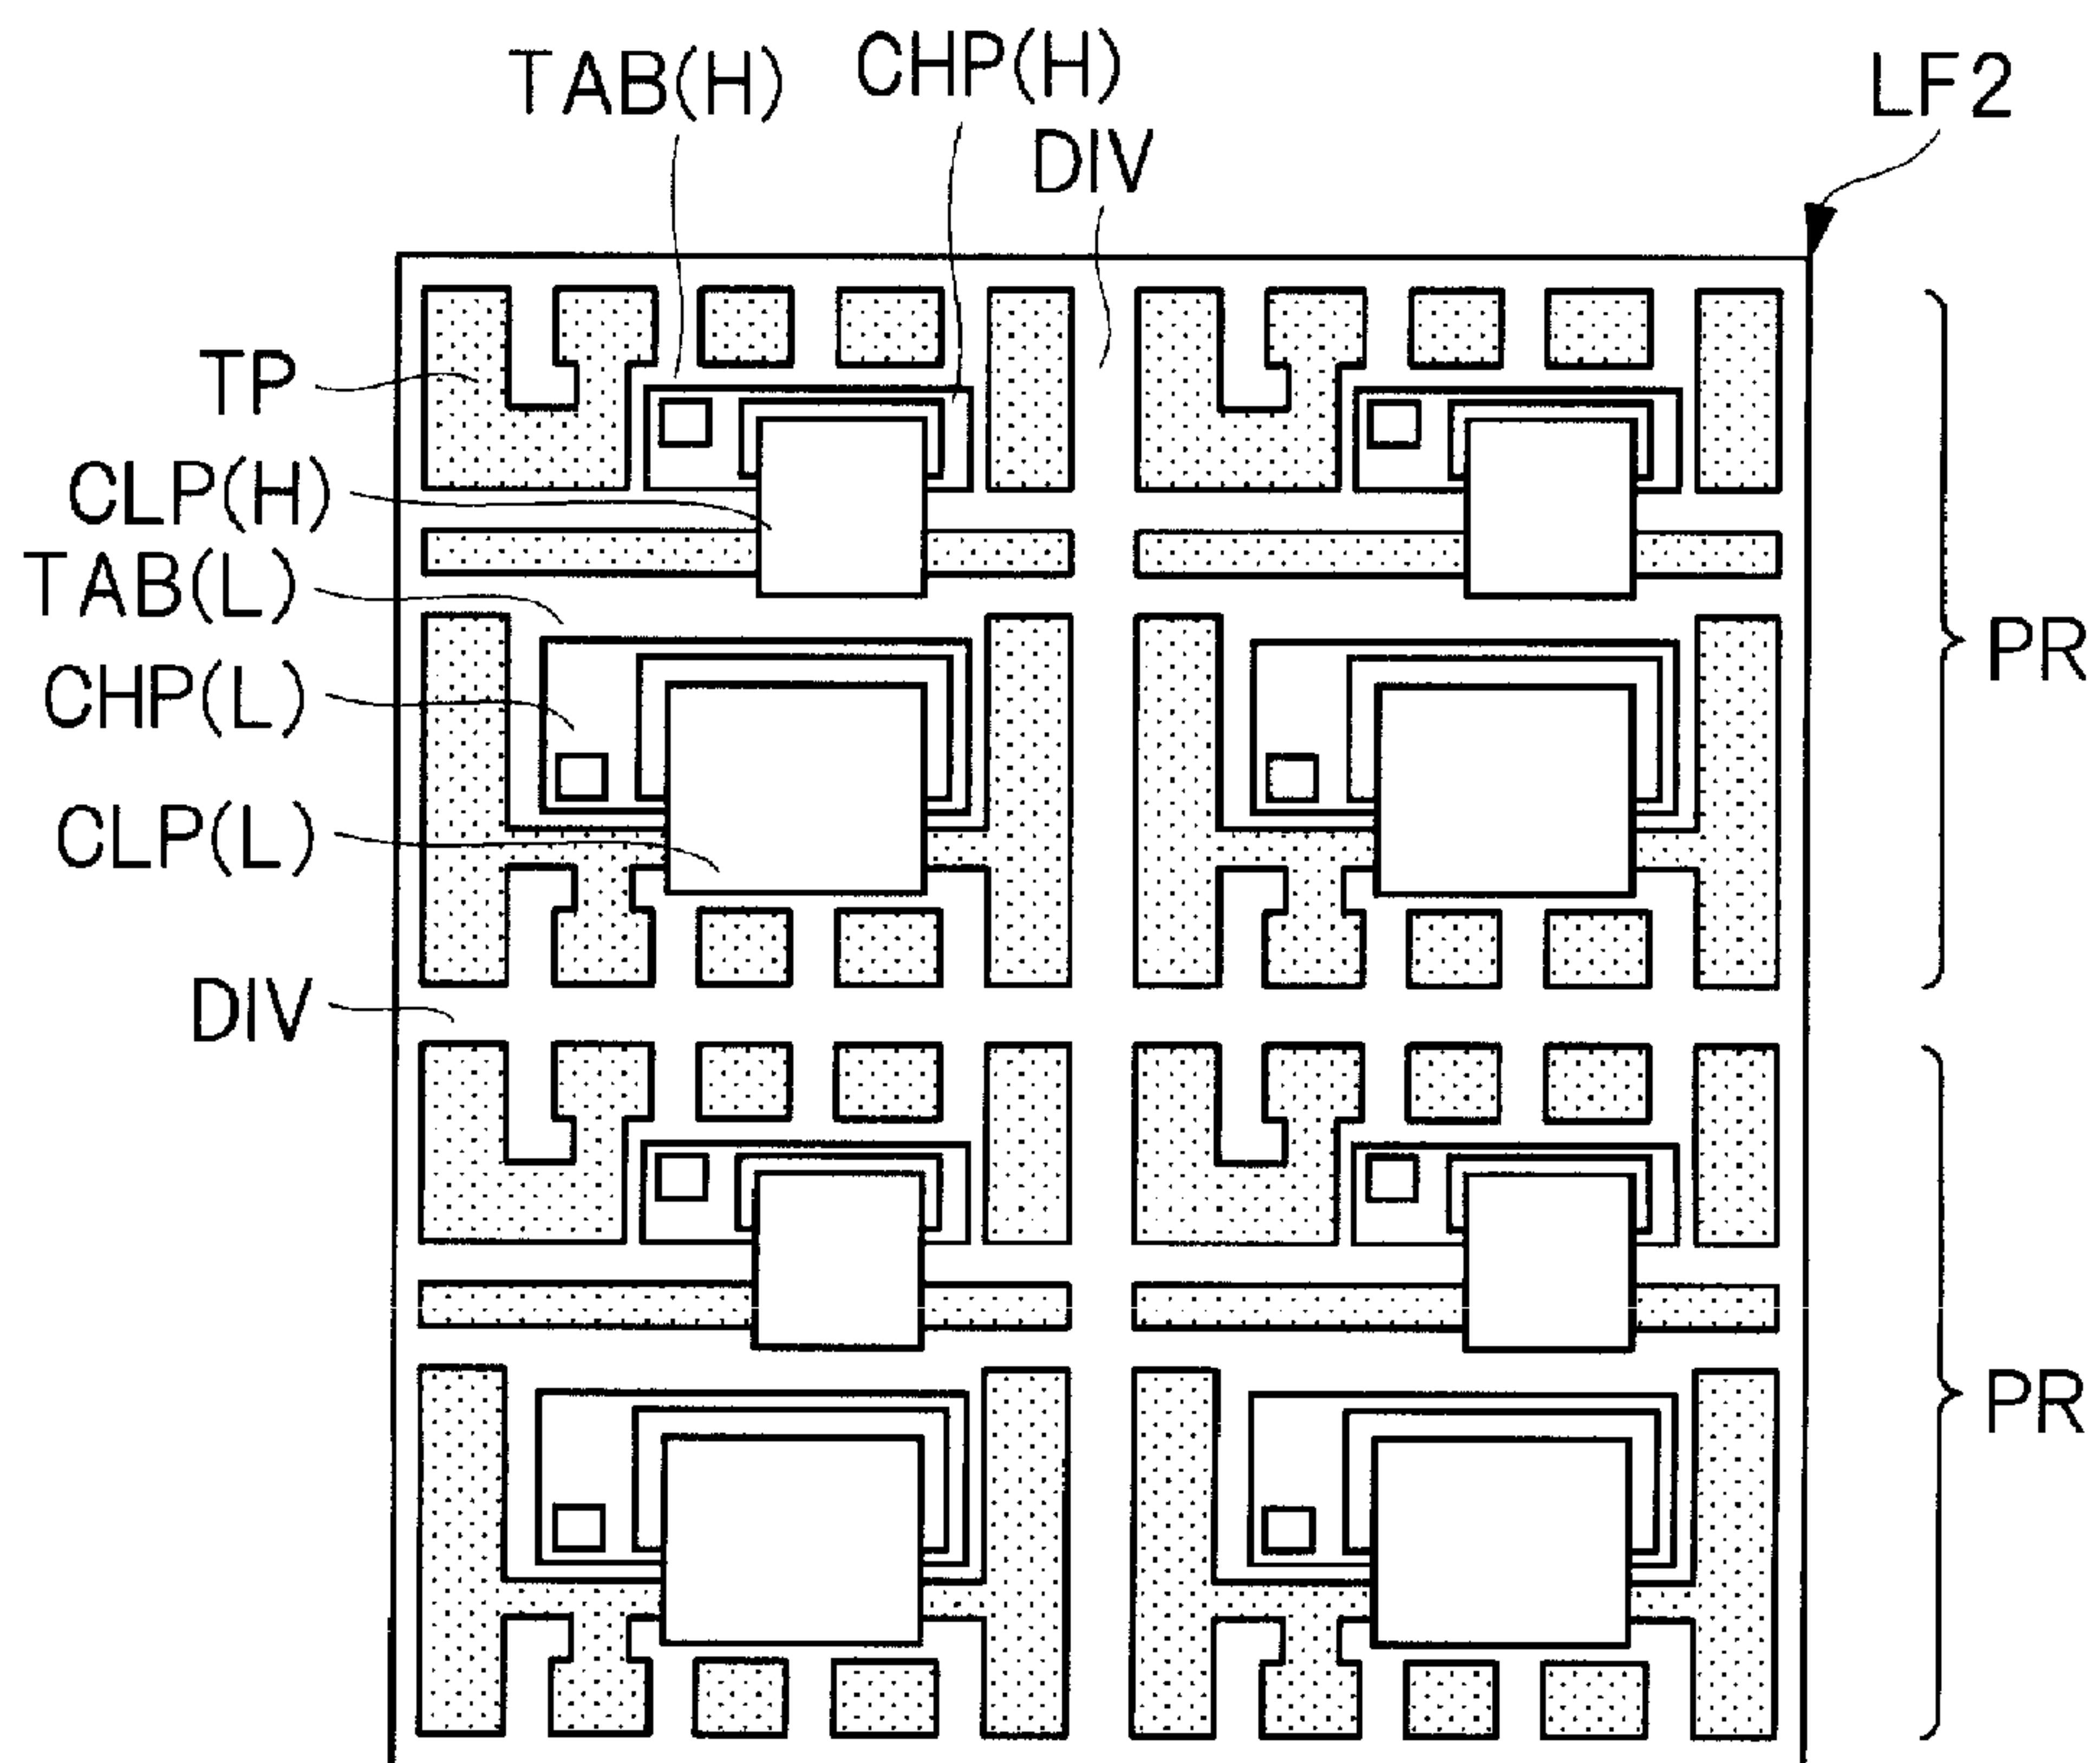 TAB(H)
CHP(H)
LF2
DIV
TP
CLP(H)
TAB(L)
PR
CHP(L)
CLP(L)
DIV
PR